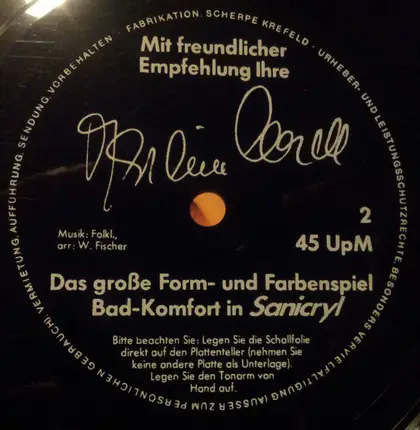 FABRIKATION: SCHERPE KREFELD · URHEBER- UND LEISTUNGSSCHUTZRECHTE, BESONDERS VERVIELFÄLTIGUNG (AUSSER ZUM PERSÖNLICHEN GEBRAUCH), VERMIETUNG, AUFFÜHRUNG, SENDUNG VORBEHALTEN ·
Mit freundlicher
Empfehlung Ihre
2
Musik: Folkl.,
arr: W. Fischer
45 UpM
Das große Form- und Farbenspiel
Bad-Komfort in Sanicryl
Bitte beachten Sie: Legen Sie die Schallfolie
direkt auf den Plattenteller (nehmen Sie
keine andere Platte als Unterlage).
Legen Sie den Tonarm von
Hand auf.